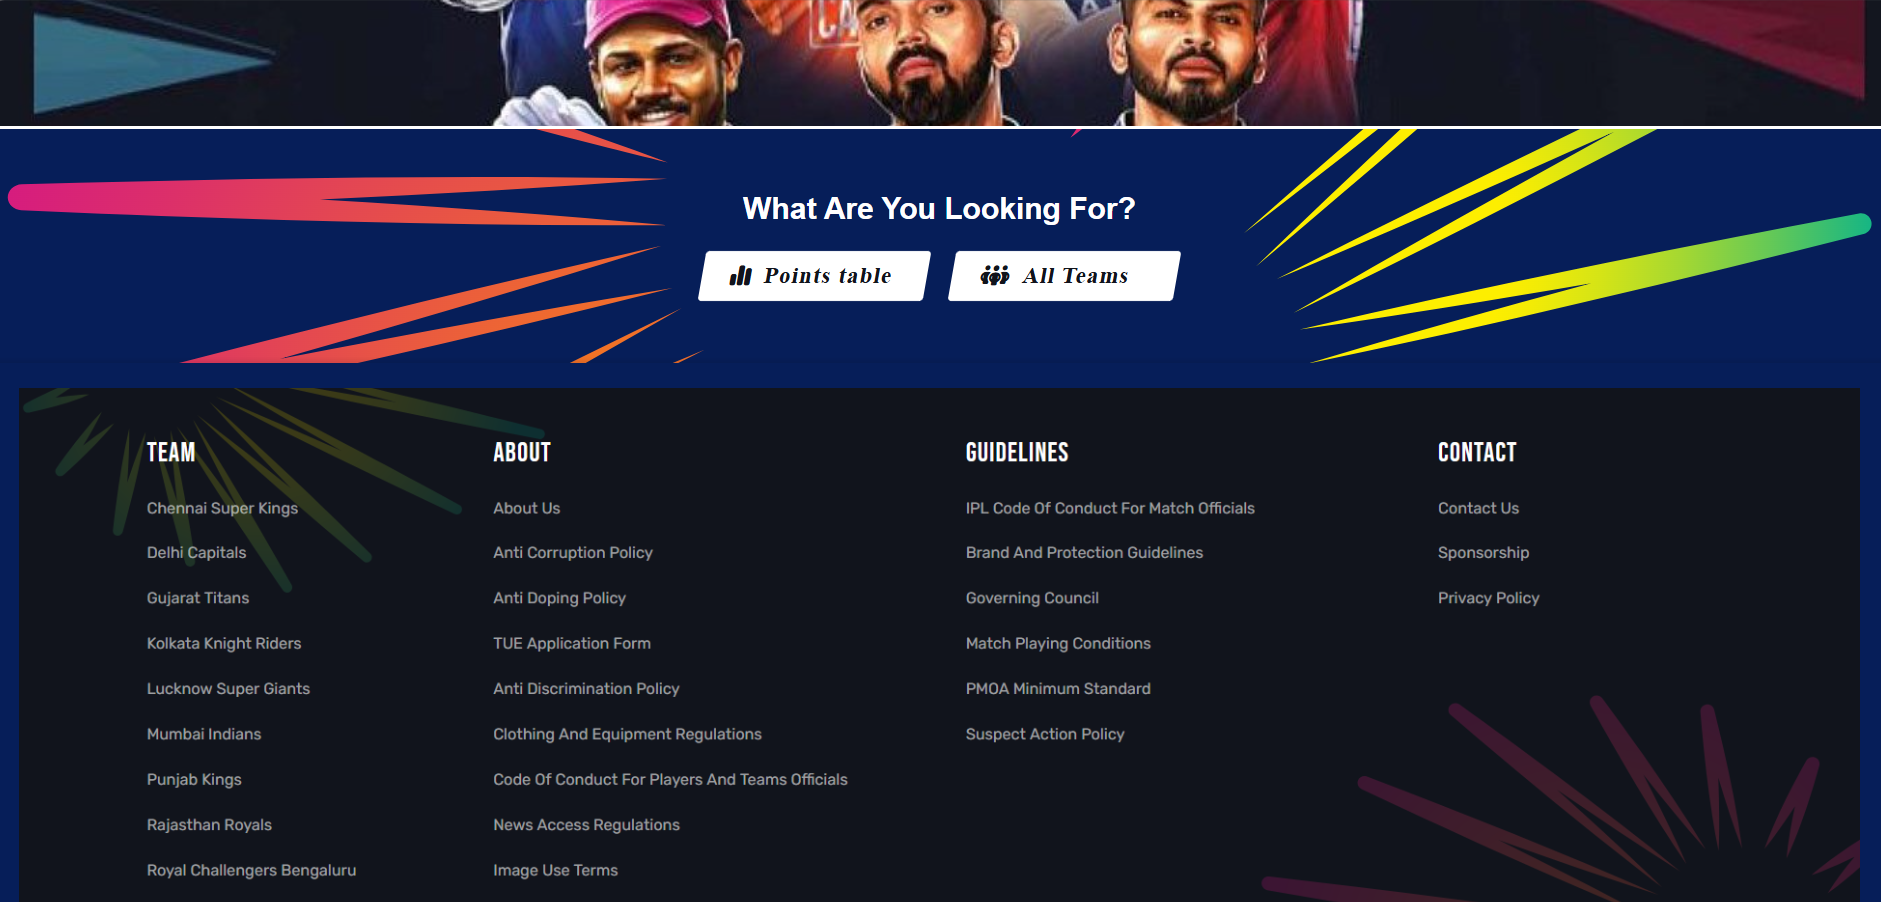 CA
What Are You Looking For?
Points table
All Teams
TEAM
Chennai Super Kings
Delhi Capitals
Gujarat Titans
Kolkata Knight Riders
Lucknow Super Giants
Mumbai Indians
Punjab Kings
Rajasthan Royals
Royal Challengers Bengaluru
ABOUT
About Us
Anti Corruption Policy
Anti Doping Policy
TUE Application Form
Anti Discrimination Policy
Clothing And Equipment Regulations
Code Of Conduct For Players And Teams Officials
News Access Regulations
Image Use Terms
GUIDELINES
IPL Code Of Conduct For Match Officials
Brand And Protection Guidelines
Governing Council
Match Playing Conditions
PMOA Minimum Standard
Suspect Action Policy
CONTACT
Contact Us
Sponsorship
Privacy Policy